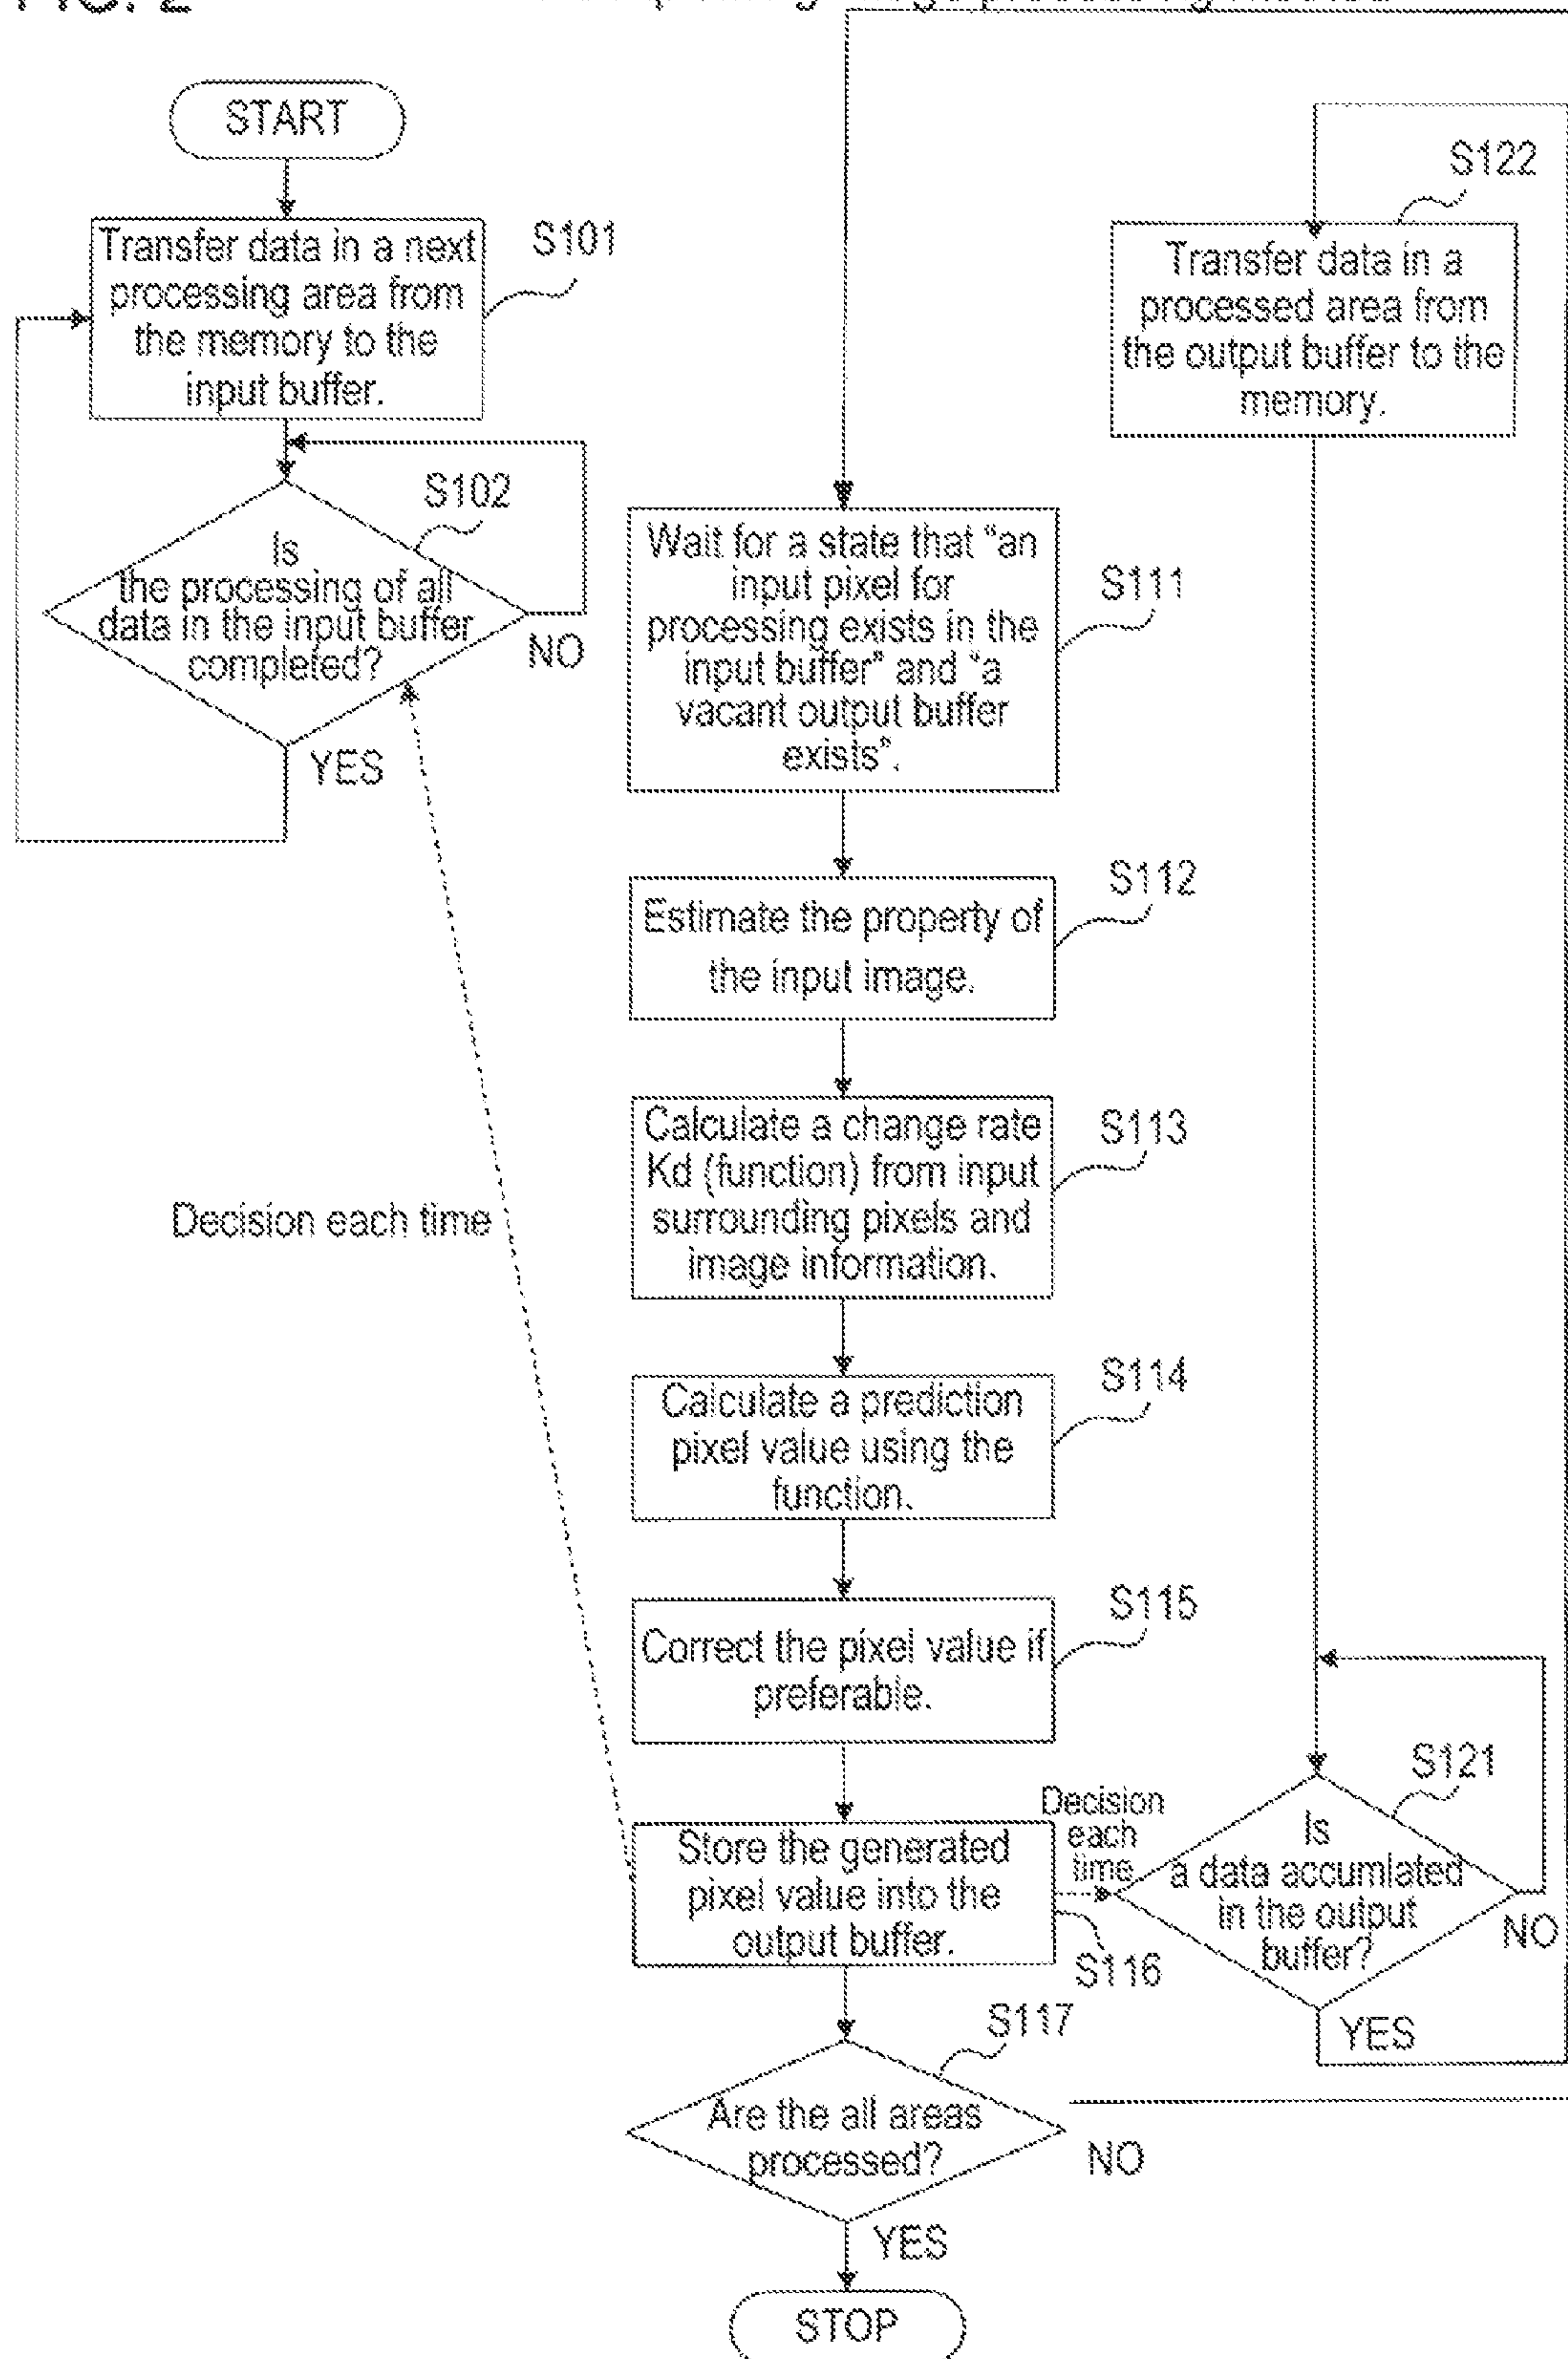 START
Transfer data in a next
processing area from
the memory to the
input buffer.
S101
S102
Is
the processing of all
data in the input buffer
completed?
NO
YES
Decision each time
Wait for a state that “an
input pixel for
processing exists in the
input buffer” and “a
vacant output buffer
exists”.
S111
Estimate the property of
the input image.
S112
Calculate a change rate
Kd (function) from input
surrounding pixels and
image information.
S113
Calculate a prediction
pixel value using the
function.
S114
Correct the pixel value if
preferable.
S115
Store the generated
pixel value into the
output buffer.
S116
Decision
each
time
S117
Are the all areas
processed?
NO
YES
STOP
S122
Transfer data in a
processed area from
the output buffer to the
memory.
S121
Is
a data accumlated
in the output
buffer?
NO
YES